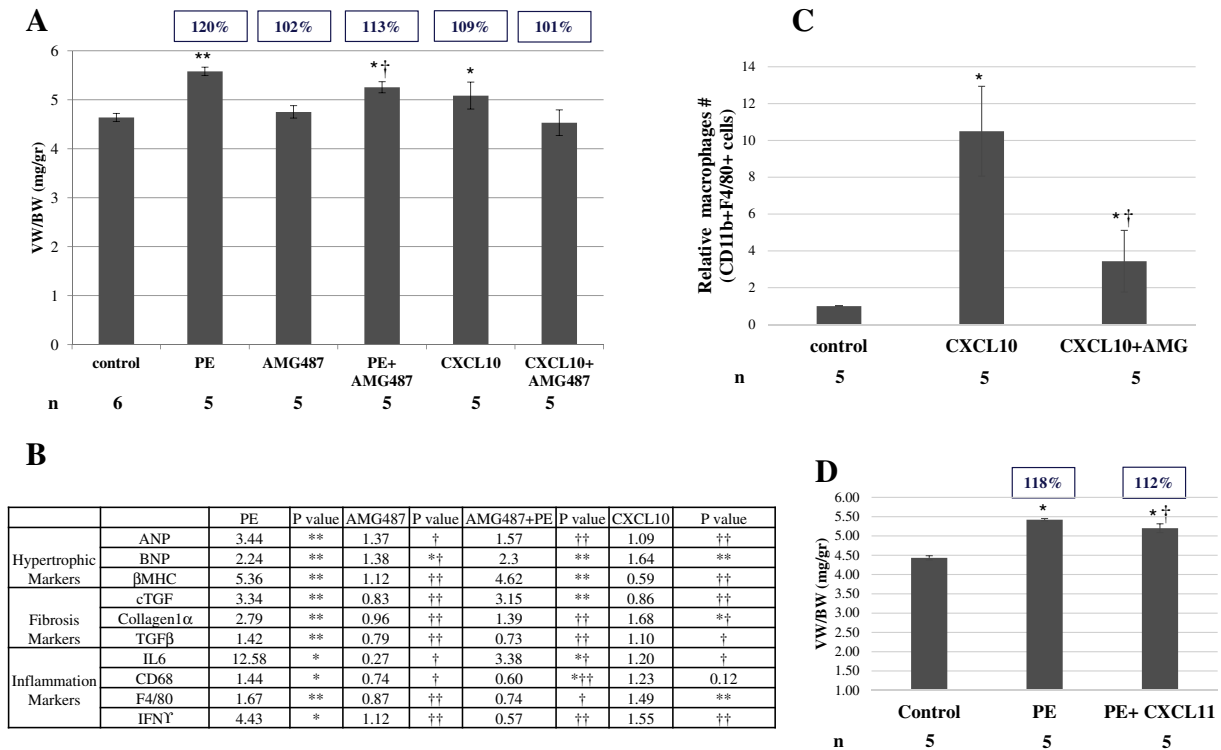 A
120% 102% 113% 109% 101%
VW/BW (mg/gr)
6
5
4
3
2
1
0
** *† *
control PE AMG487 PE+ CXCL10 CXCL10+
AMG487 AMG487
n 6 5 5 5 5 5
C
Relative macrophages #
(CD11b+F4/80+ cells)
14
12
10
8
6
4
2
0
*
*†
control CXCL10 CXCL10+AMG
n 5 5 5
B
PE P value AMG487 P value AMG487+PE P value CXCL10 P value
Hypertrophic Markers
ANP 3.44 ** 1.37 † 1.57 †† 1.09 ††
BNP 2.24 ** 1.38 *† 2.3 ** 1.64 **
βMHC 5.36 ** 1.12 †† 4.62 ** 0.59 ††
Fibrosis Markers
cTGF 3.34 ** 0.83 †† 3.15 ** 0.86 ††
Collagen1α 2.79 ** 0.96 †† 1.39 †† 1.68 *†
TGFβ 1.42 ** 0.79 †† 0.73 †† 1.10 †
Inflammation Markers
IL6 12.58 * 0.27 † 3.38 *† 1.20 †
CD68 1.44 * 0.74 † 0.60 *†† 1.23 0.12
F4/80 1.67 ** 0.87 †† 0.74 † 1.49 **
IFNϒ 4.43 * 1.12 †† 0.57 †† 1.55 ††
D
118% 112%
VW/BW (mg/gr)
6.00
5.50
5.00
4.50
4.00
3.50
3.00
2.50
2.00
1.50
1.00
* *‡
Control PE PE+ CXCL11
n 5 5 5